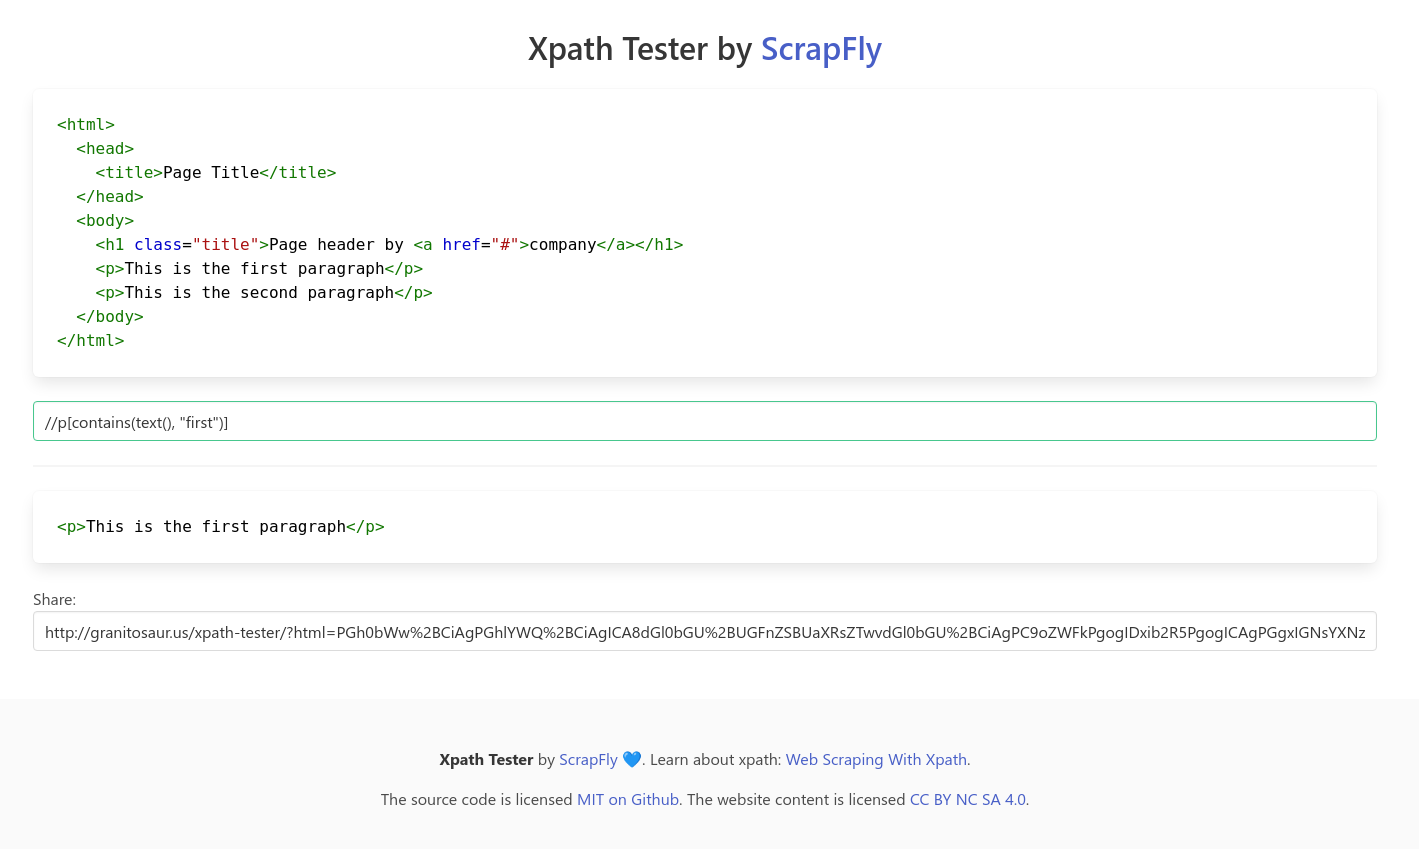 Xpath Tester by ScrapFly
<html>
  <head>
    <title>Page Title</title>
  </head>
  <body>
    <h1 class="title">Page header by <a href="#">company</a></h1>
    <p>This is the first paragraph</p>
    <p>This is the second paragraph</p>
  </body>
</html>
//p[contains(text(), "first")]
<p>This is the first paragraph</p>
Share:
http://granitosaur.us/xpath-tester/?html=PGh0bWw%2BCiAgPGhlYWQ%2BCiAgICA8dGl0bGU%2BUGFnZSBUaXRsZTwvdGl0bGU%2BCiAgPC9oZWFkPgogIDxib2R5PgogICAgPGgxIGNsYXNz
Xpath Tester by ScrapFly 💙. Learn about xpath: Web Scraping With Xpath.
The source code is licensed MIT on Github. The website content is licensed CC BY NC SA 4.0.